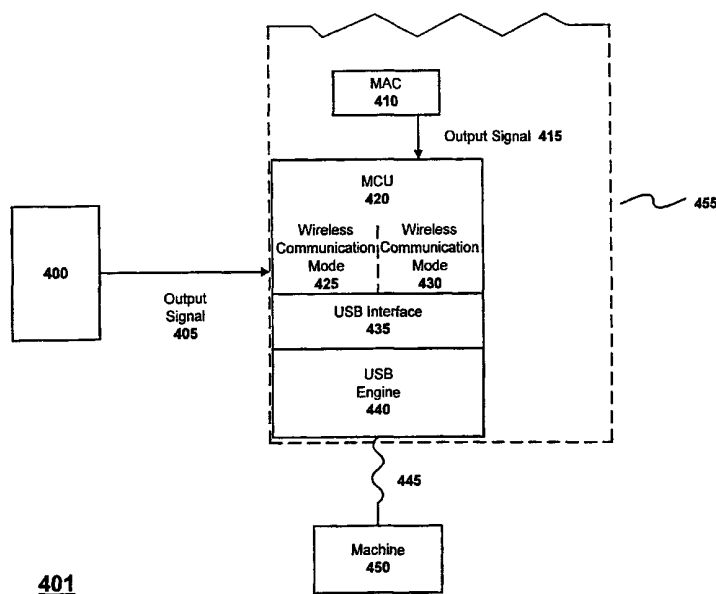 MAC
410
Output Signal 415
MCU
420
455
Wireless Communication Mode 425
Wireless Communication Mode 430
400
Output
Signal
405
USB Interface
435
USB
Engine
440
445
Machine
450
401